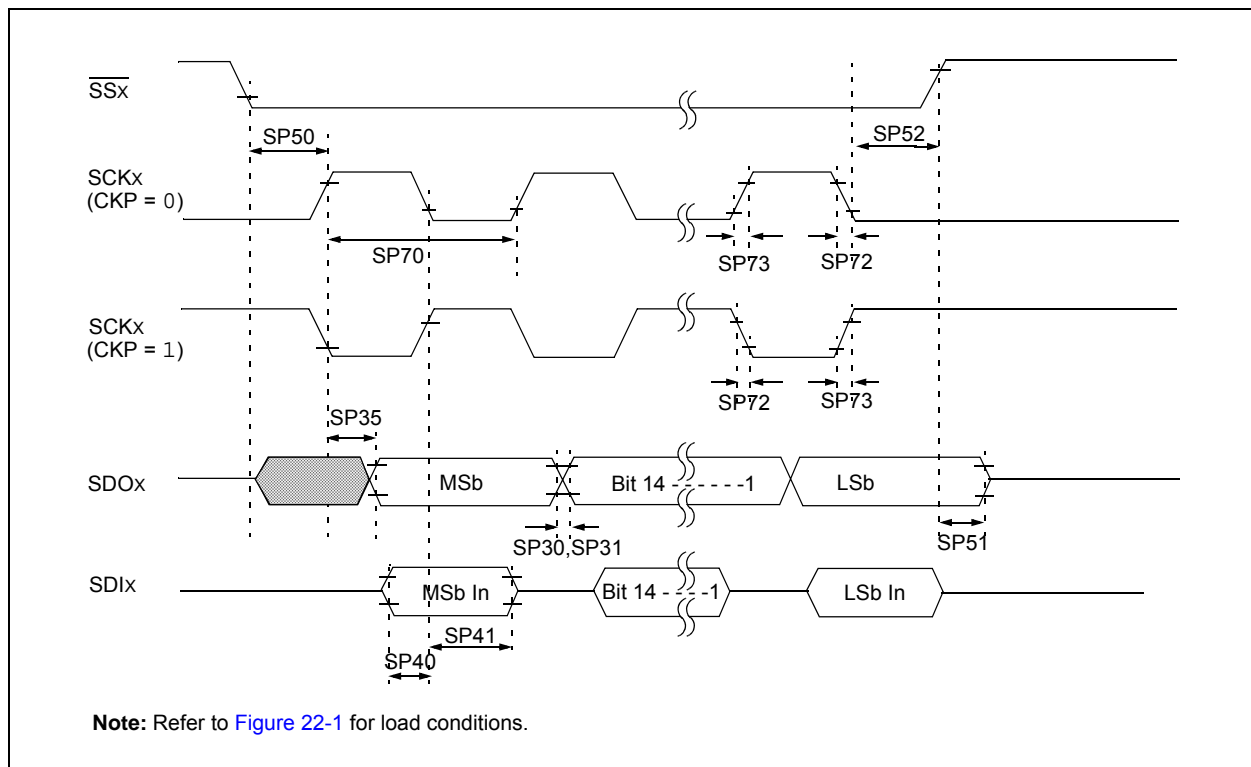 SSx
SP50
SP52
SCKx
(CKP = 0)
SP70
SP73
SP72
SCKx
(CKP = 1)
SP72
SP73
SP35
SDOx
MSb
Bit 14 - - - - - -1
LSb
SP30,SP31
SP51
SDIx
MSb In
Bit 14 - - - -1
LSb In
SP41
SP40
Note: Refer to Figure 22-1 for load conditions.